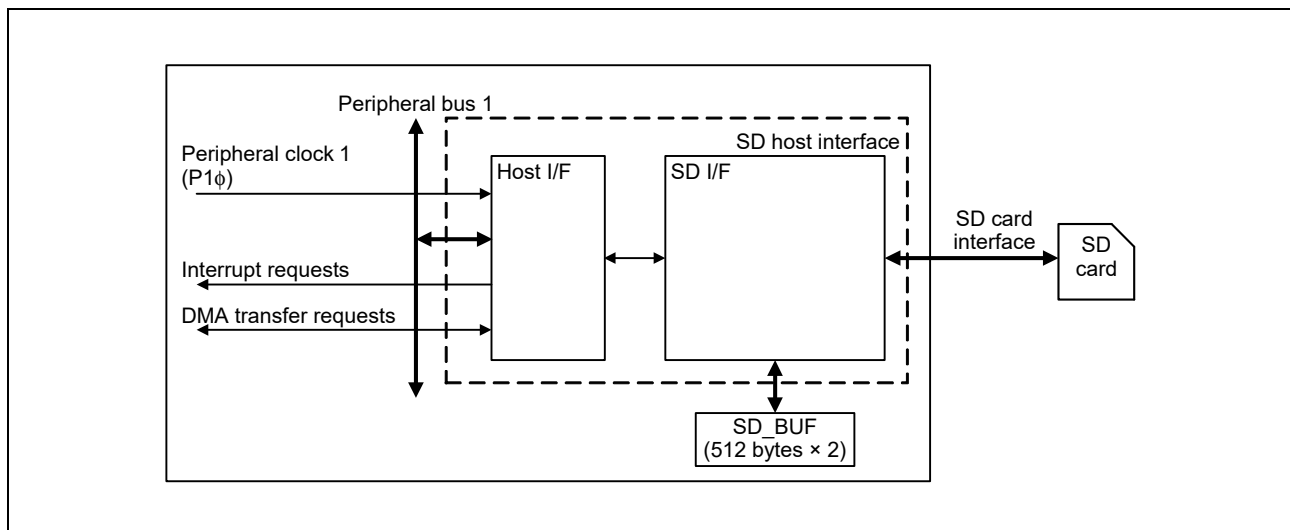 Peripheral bus 1
SD host interface
Peripheral clock 1
(P1ϕ)
Host I/F
SD I/F
Interrupt requests
DMA transfer requests
SD card
interface
SD
card
SD_BUF
(512 bytes × 2)